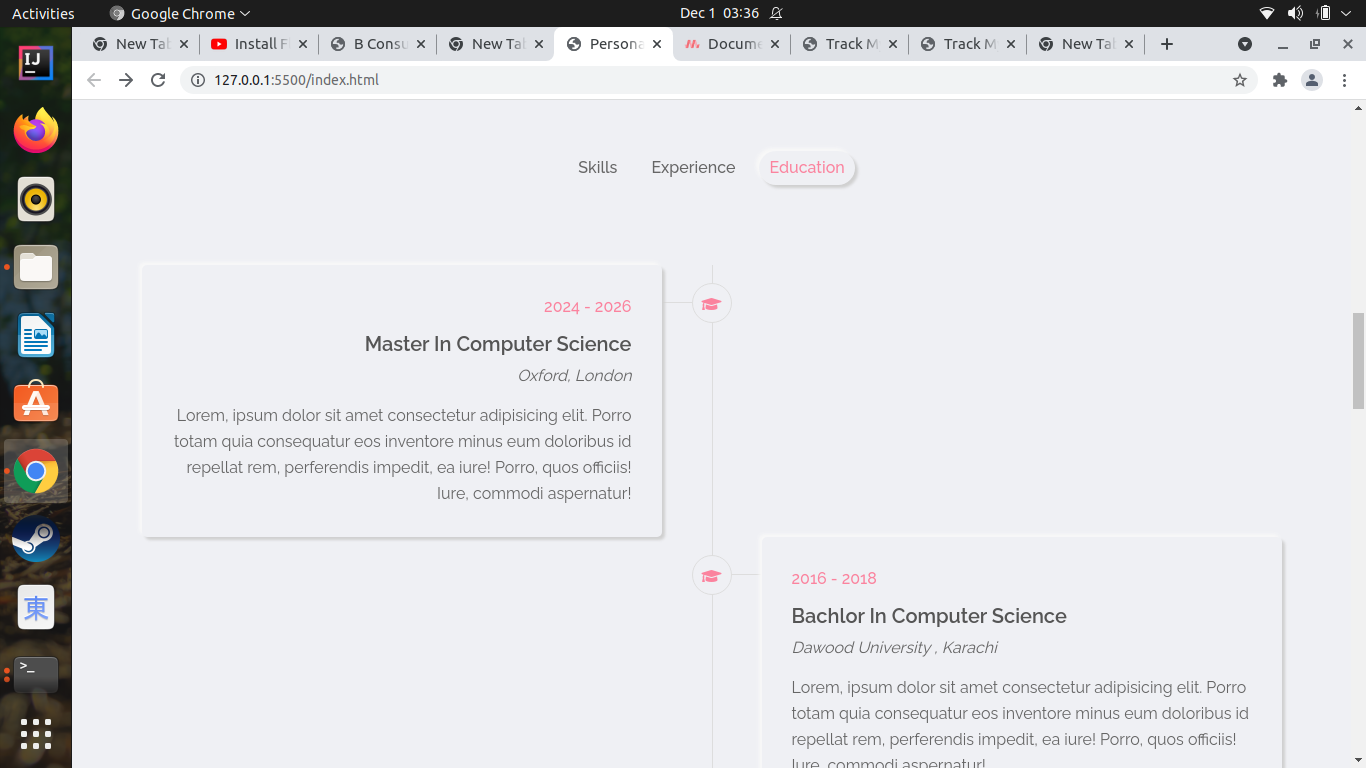 Activities Google Chrome Dec 1 03:36
New Tab Install F B Consu New Tab Persona Docume Track M Track M New Tab
127.0.0.1:5500/index.html
Skills Experience Education
2024 - 2026
Master In Computer Science
Oxford, London
Lorem, ipsum dolor sit amet consectetur adipisicing elit. Porro
totam quia consequatur eos inventore minus eum doloribus id
repellat rem, perferendis impedit, ea iure! Porro, quos officiis!
Iure, commodi aspernatur!
2016 - 2018
Bachlor In Computer Science
Dawood University , Karachi
Lorem, ipsum dolor sit amet consectetur adipisicing elit. Porro
totam quia consequatur eos inventore minus eum doloribus id
repellat rem, perferendis impedit, ea iure! Porro, quos officiis!
Iure, commodi aspernatur!
IJ
東
>_